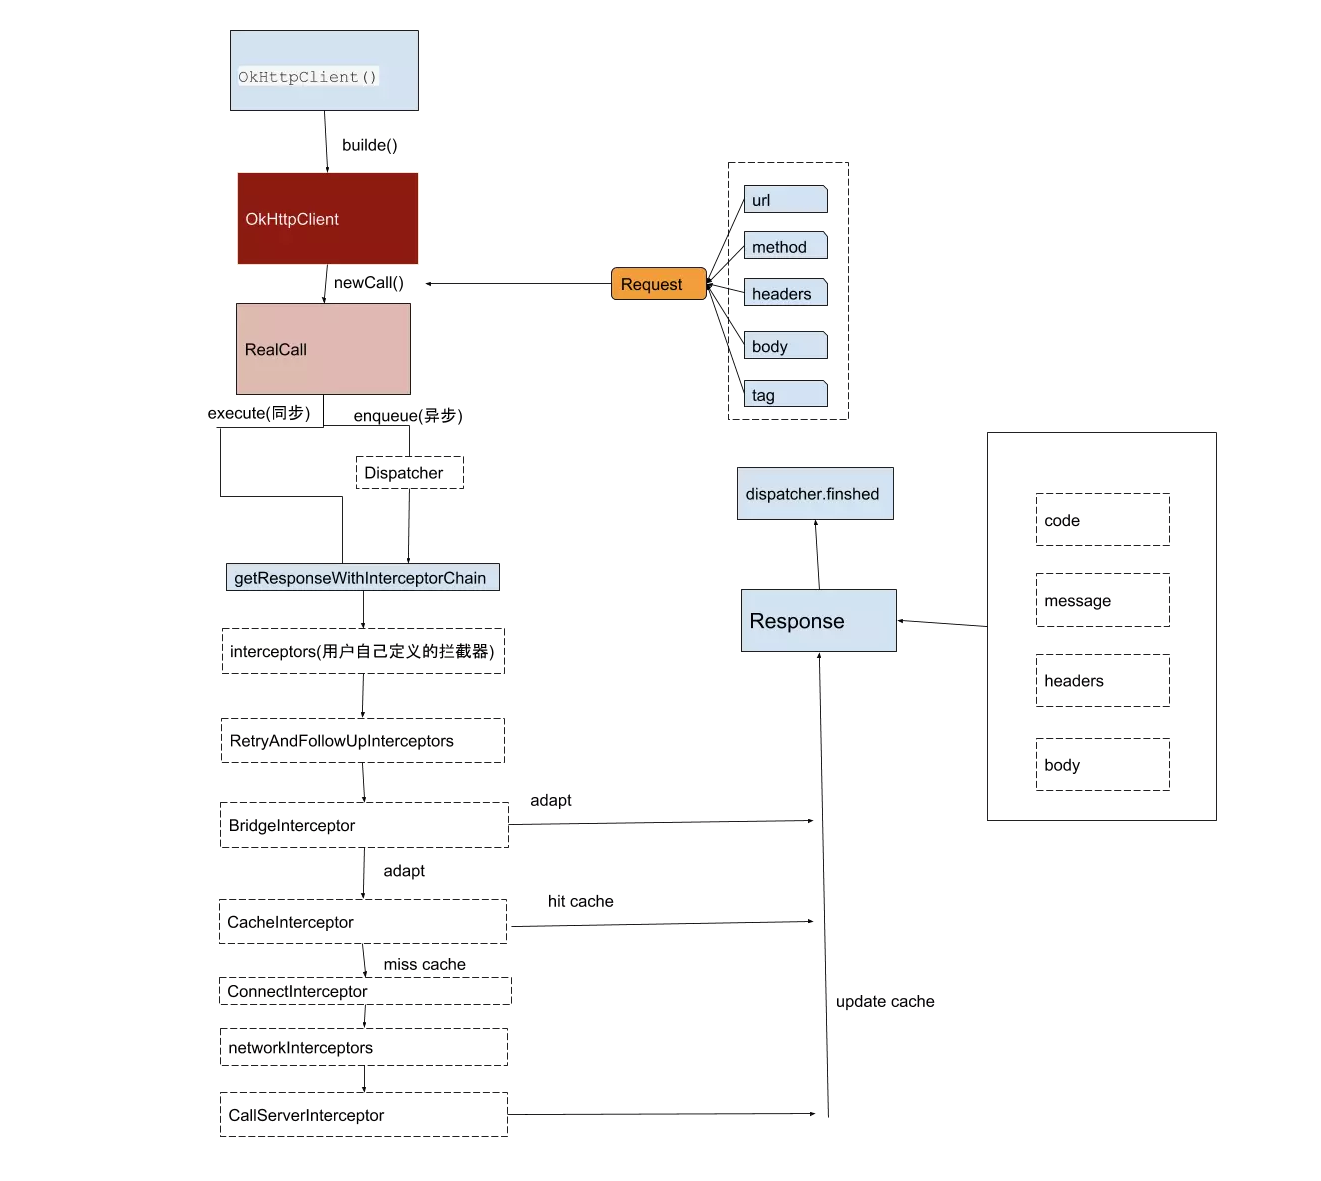 OkHttpClient()
builde()
OkHttpClient
newCall()
RealCall
execute(同步)
enqueue(异步)
Dispatcher
getResponseWithInterceptorChain
interceptors(用户自己定义的拦截器)
RetryAndFollowUpInterceptors
BridgeInterceptor
adapt
adapt
CacheInterceptor
hit cache
miss cache
ConnectInterceptor
networkInterceptors
CallServerInterceptor
update cache
Request
url
method
headers
body
tag
dispatcher.finshed
Response
code
message
headers
body